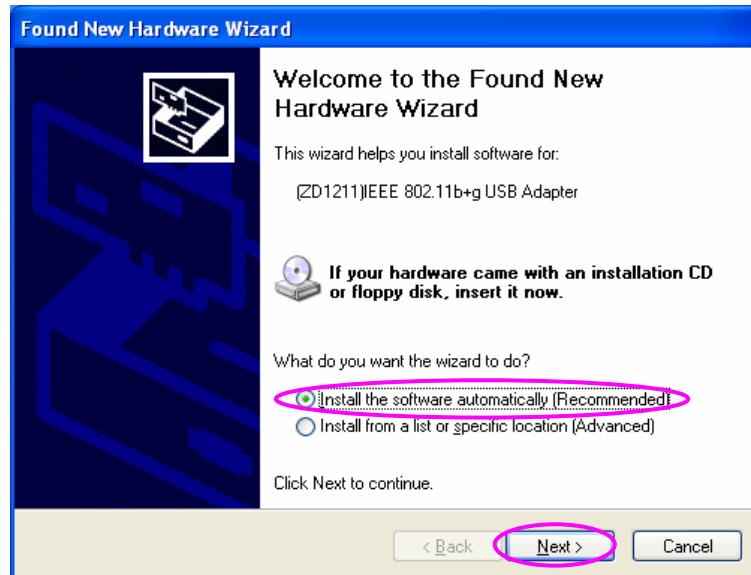 Found New Hardware Wizard
Welcome to the Found New
Hardware Wizard
This wizard helps you install software for:
(ZD1211)IEEE 802.11b+g USB Adapter
If your hardware came with an installation CD
or floppy disk, insert it now.
What do you want the wizard to do?
Install the software automatically (Recommended)
Install from a list or specific location (Advanced)
Click Next to continue.
< Back Next > Cancel